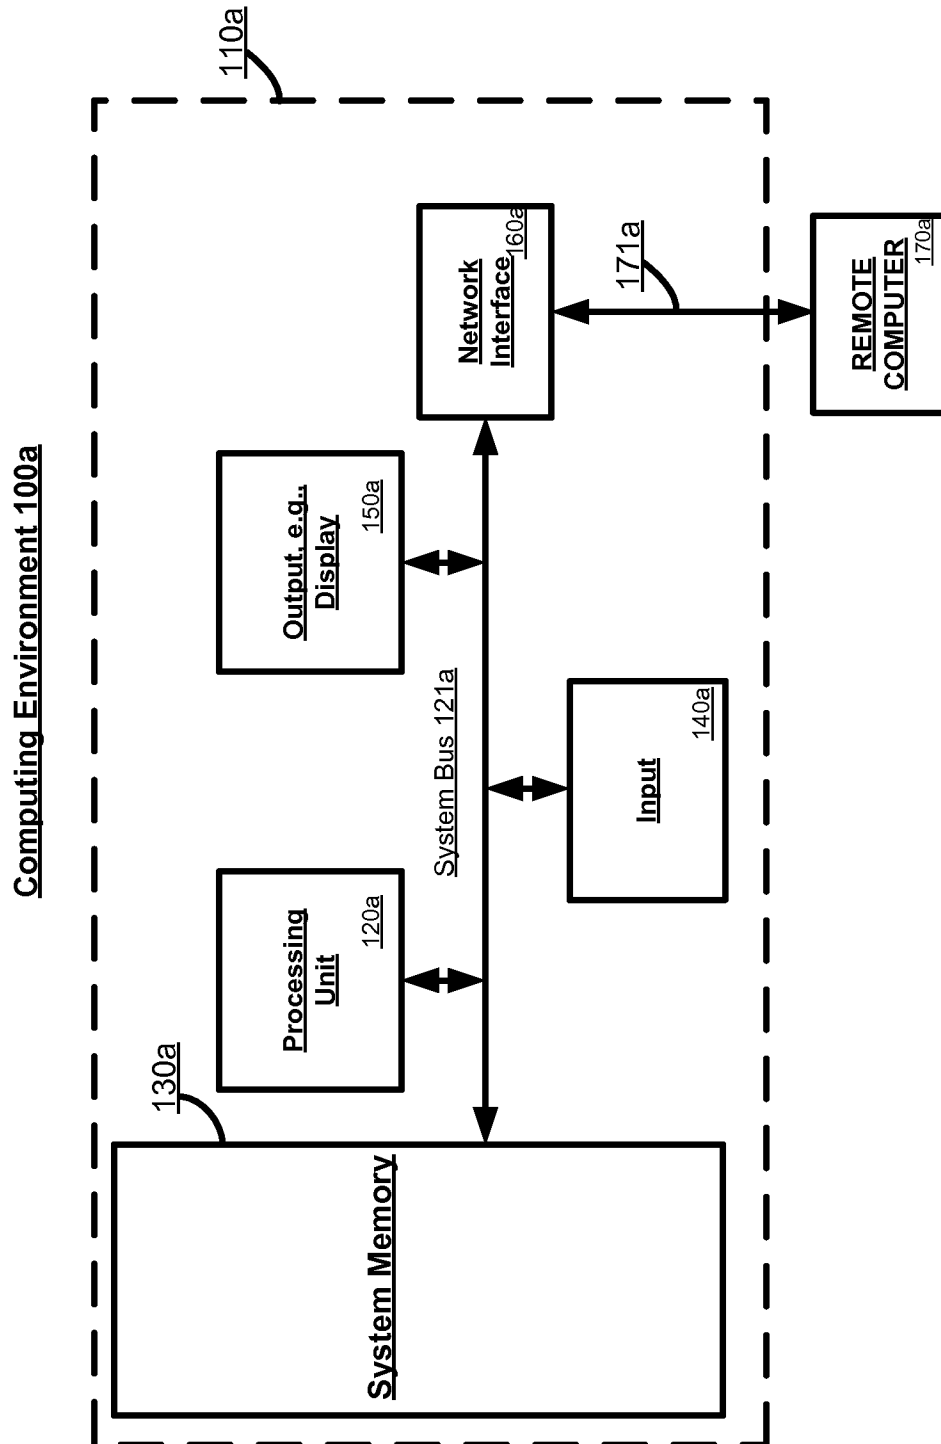 Computing Environment 100a
110a
130a
System Memory
Processing
Unit
120a
Output, e.g.,
Display
150a
System Bus 121a
Network
Interface
160a
Input
140a
171a
REMOTE
COMPUTER
170a